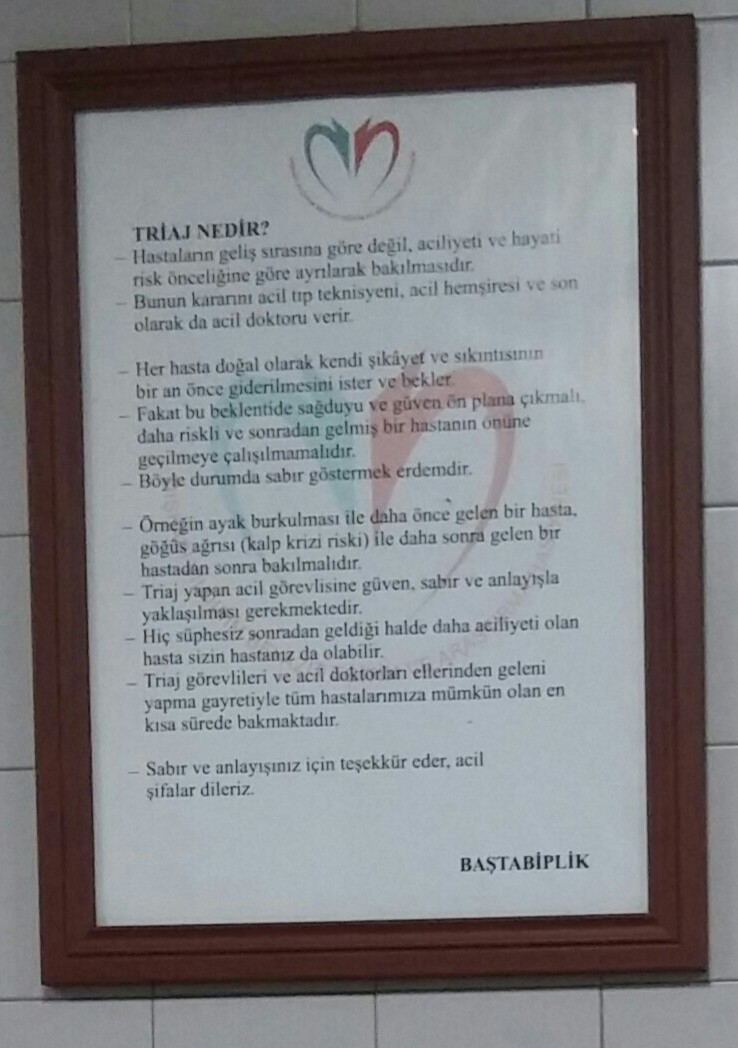 TRİAJ NEDİR?
– Hastaların geliş sırasına göre değil, aciliyeti ve hayati
risk önceliğine göre ayrılarak bakılmasıdır.
– Bunun kararını acil tıp teknisyeni, acil hemşiresi ve son
olarak da acil doktoru verir.
– Her hasta doğal olarak kendi şikâyet ve sıkıntısının
bir an önce giderilmesini ister ve bekler.
– Fakat bu beklentide sağduyu ve güven ön plana çıkmalı,
daha riskli ve sonradan gelmiş bir hastanın önüne
geçilmeye çalışılmamalıdır.
– Böyle durumda sabır göstermek erdemdir.
– Örneğin ayak burkulması ile daha önce gelen bir hasta,
göğüs ağrısı (kalp krizi riski) ile daha sonra gelen bir
hastadan sonra bakılmalıdır.
– Triaj yapan acil görevlisine güven, sabır ve anlayışla
yaklaşılması gerekmektedir.
– Hiç şüphesiz sonradan geldiği halde daha aciliyeti olan
hasta sizin hastanız da olabilir.
– Triaj görevlileri ve acil doktorları ellerinden geleni
yapma gayretiyle tüm hastalarımıza mümkün olan en
kısa sürede bakmaktadır.
– Sabır ve anlayışınız için teşekkür eder, acil
şifalar dileriz.
BAŞTABİPLİK